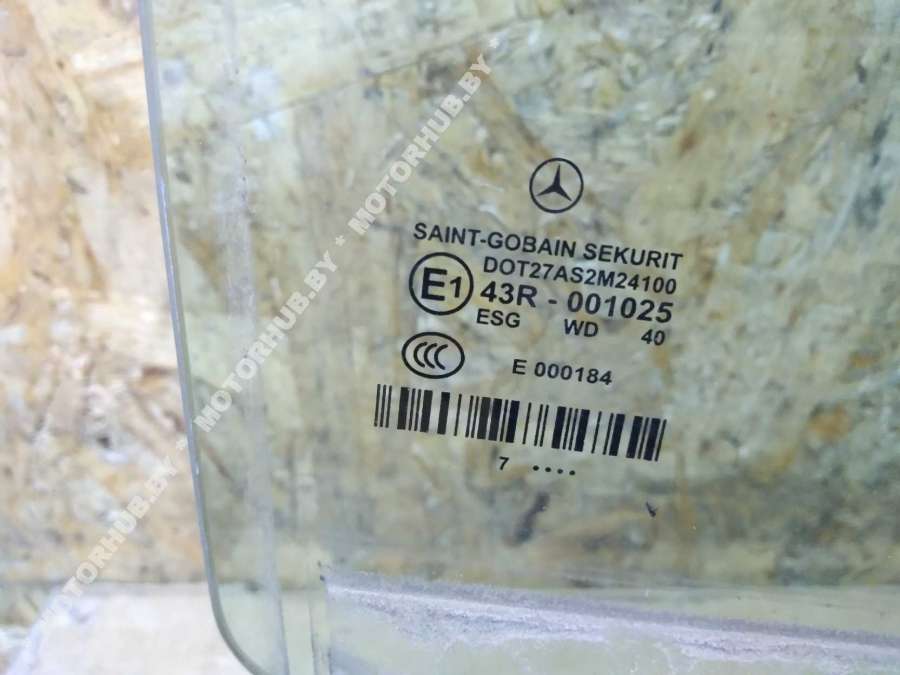 SAINT-GOBAIN SEKURIT
DOT27AS2M24100
E1 43R - 001025
ESG WD 40
CCC E 000184
7 ....
MOTORHUB.BY * MOTORHUB.BY * MOTORHUB.BY * MOTORHUB.BY